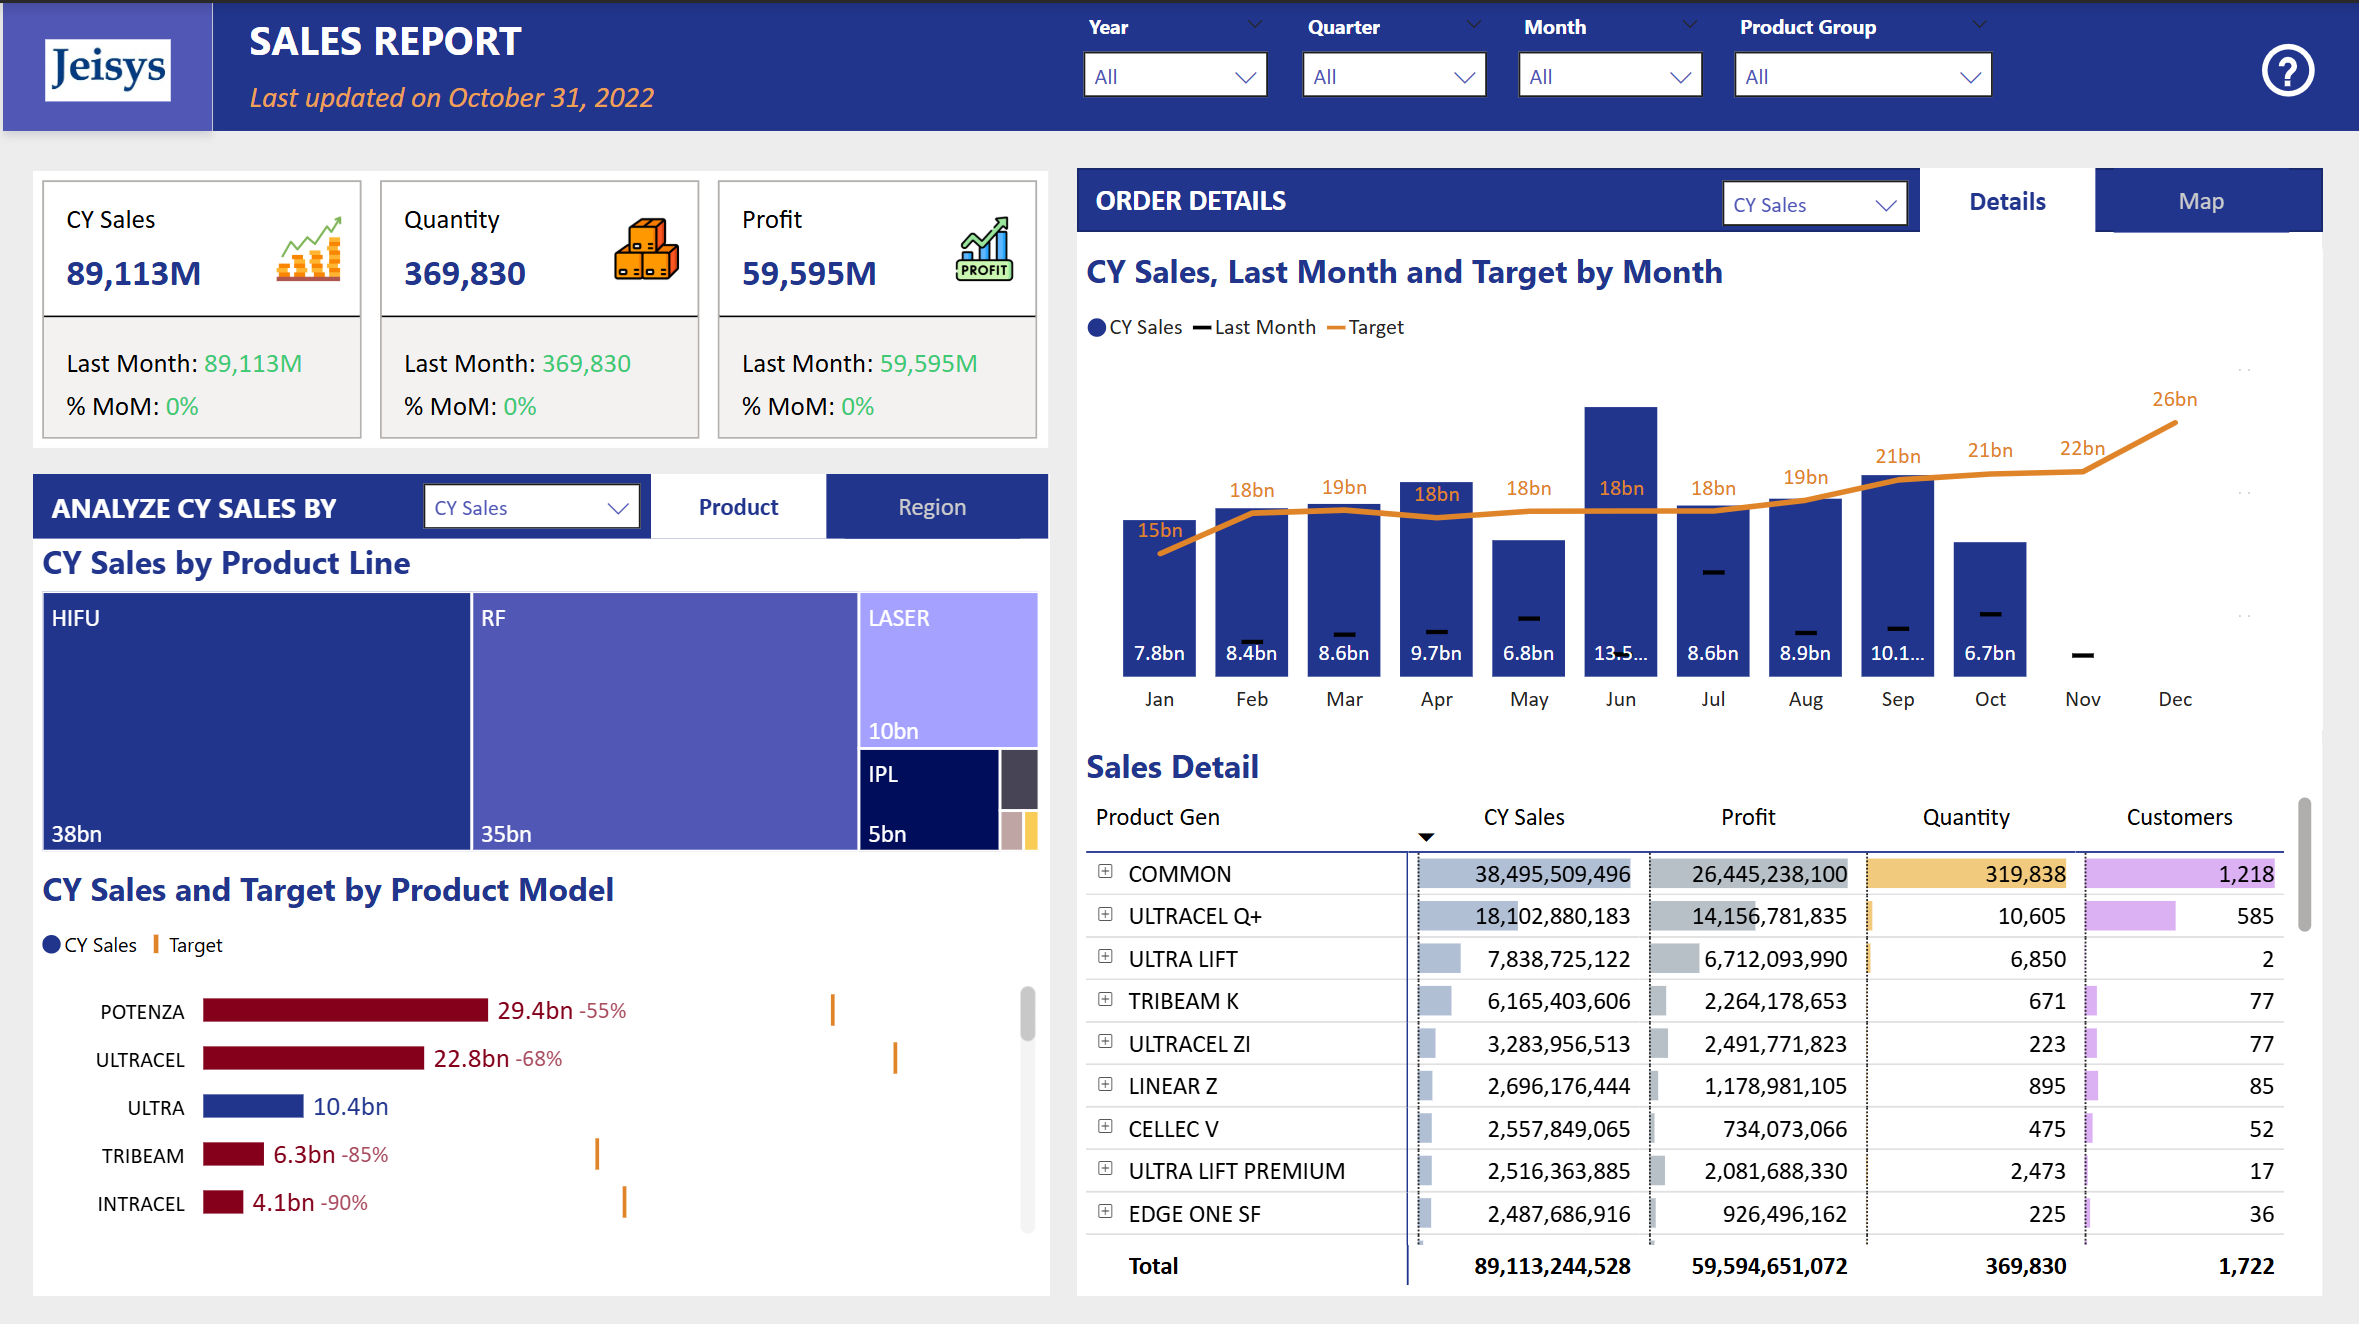 Jeisys
SALES REPORT
Last updated on October 31, 2022
Year
Quarter
Month
Product Group
All
All
All
All
?
CY Sales
89,113M
Last Month: 89,113M
% MoM: 0%
Quantity
369,830
Last Month: 369,830
% MoM: 0%
Profit
59,595M
PROFIT
Last Month: 59,595M
% MoM: 0%
ANALYZE CY SALES BY
CY Sales
Product
Region
CY Sales by Product Line
HIFU
38bn
RF
35bn
LASER
10bn
IPL
5bn
CY Sales and Target by Product Model
CY Sales
Target
POTENZA 29.4bn -55%
ULTRACEL 22.8bn -68%
ULTRA 10.4bn
TRIBEAM 6.3bn -85%
INTRACEL 4.1bn -90%
ORDER DETAILS
CY Sales
Details
Map
CY Sales, Last Month and Target by Month
CY Sales Last Month Target
15bn 18bn 19bn 18bn 18bn 18bn 18bn 19bn 21bn 21bn 22bn 26bn
7.8bn 8.4bn 8.6bn 9.7bn 6.8bn 13.5... 8.6bn 8.9bn 10.1... 6.7bn
Jan Feb Mar Apr May Jun Jul Aug Sep Oct Nov Dec
Sales Detail
Product Gen CY Sales Profit Quantity Customers
COMMON 38,495,509,496 26,445,238,100 319,838 1,218
ULTRACEL Q+ 18,102,880,183 14,156,781,835 10,605 585
ULTRA LIFT 7,838,725,122 6,712,093,990 6,850 2
TRIBEAM K 6,165,403,606 2,264,178,653 671 77
ULTRACEL ZI 3,283,956,513 2,491,771,823 223 77
LINEAR Z 2,696,176,444 1,178,981,105 895 85
CELLEC V 2,557,849,065 734,073,066 475 52
ULTRA LIFT PREMIUM 2,516,363,885 2,081,688,330 2,473 17
EDGE ONE SF 2,487,686,916 926,496,162 225 36
Total 89,113,244,528 59,594,651,072 369,830 1,722